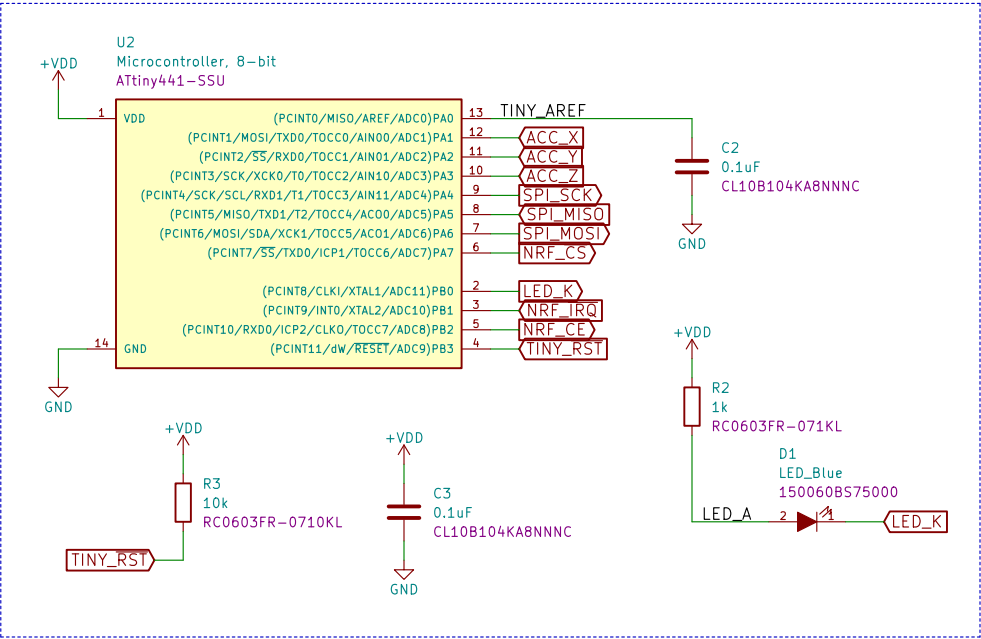 U2
Microcontroller, 8-bit
ATtiny441-SSU
+VDD
1
VDD
14
GND
GND
(PCINT0/MISO/AREF/ADC0)PA0
13
TINY_AREF
(PCINT1/MOSI/TXD0/TOCC0/AIN00/ADC1)PA1
12
ACC_X
(PCINT2/SS/RXD0/TOCC1/AIN01/ADC2)PA2
11
ACC_Y
(PCINT3/SCK/XCK0/T0/TOCC2/AIN10/ADC3)PA3
10
ACC_Z
(PCINT4/SCK/SCL/RXD1/T1/TOCC3/AIN11/ADC4)PA4
9
SPI_SCK
(PCINT5/MISO/TXD1/T2/TOCC4/ACO0/ADC5)PA5
8
SPI_MISO
(PCINT6/MOSI/SDA/XCK1/TOCC5/ACO1/ADC6)PA6
7
SPI_MOSI
(PCINT7/SS/TXD0/ICP1/TOCC6/ADC7)PA7
6
NRF_CS
(PCINT8/CLKI/XTAL1/ADC11)PB0
2
LED_K
(PCINT9/INT0/XTAL2/ADC10)PB1
3
NRF_IRQ
(PCINT10/RXD0/ICP2/CLKO/TOCC7/ADC8)PB2
5
NRF_CE
(PCINT11/dW/RESET/ADC9)PB3
4
TINY_RST
C2
0.1uF
CL10B104KA8NNNC
GND
+VDD
R2
1k
RC0603FR-071KL
D1
LED_Blue
150060BS75000
LED_A
2
1
LED_K
+VDD
R3
10k
RC0603FR-0710KL
TINY_RST
+VDD
C3
0.1uF
CL10B104KA8NNNC
GND